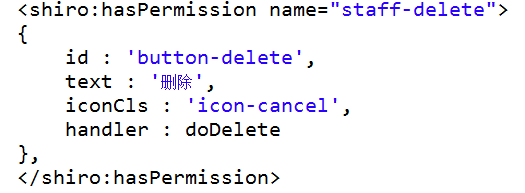 <shiro:hasPermission name="staff-delete">
{
    id : 'button-delete',
    text : '删除',
    iconCls : 'icon-cancel',
    handler : doDelete
},
</shiro:hasPermission>